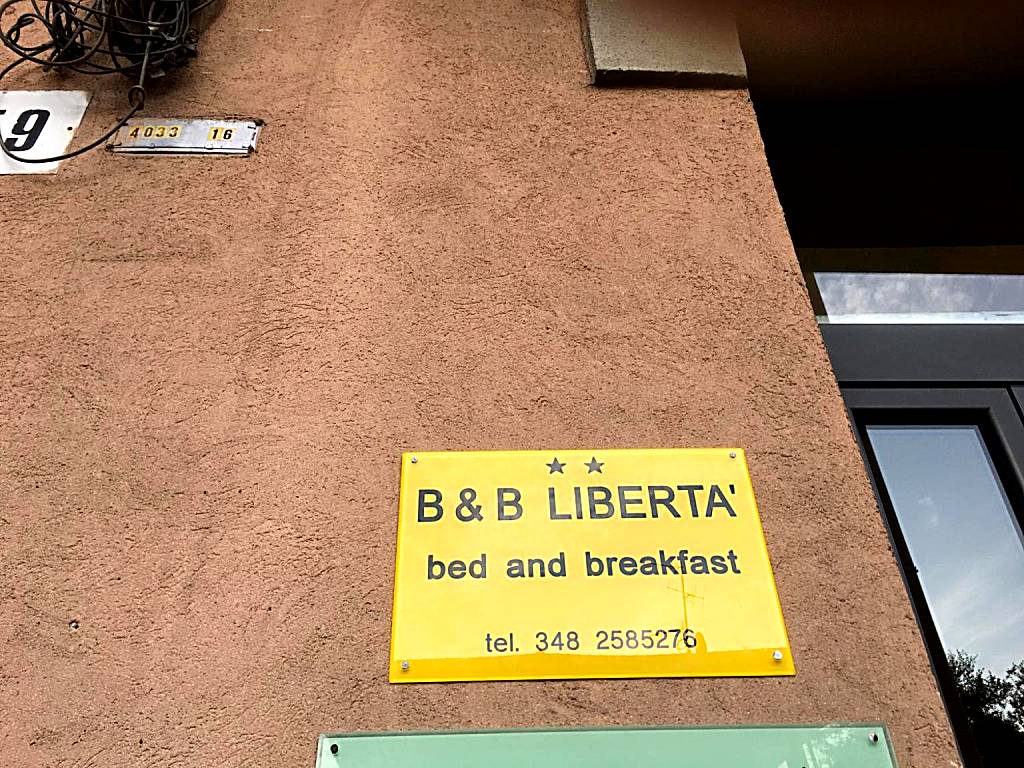 9
4033 16
★ ★
B & B LIBERTA'
bed and breakfast
tel. 348 2585276